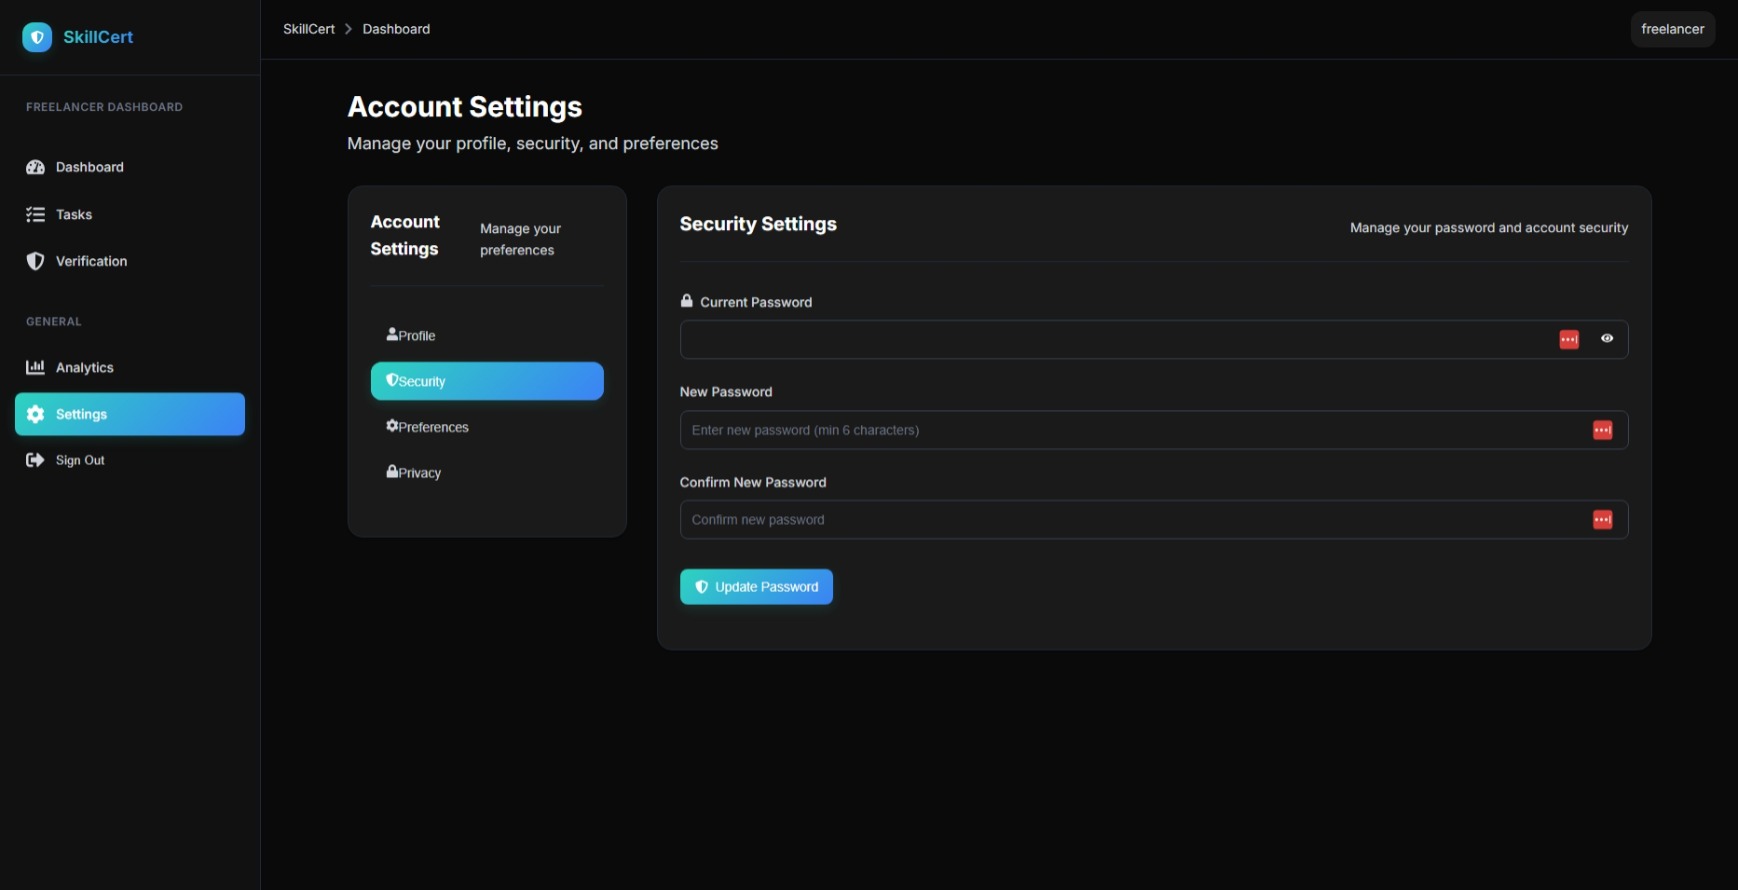 SkillCert
FREELANCER DASHBOARD
Dashboard
Tasks
Verification
GENERAL
Analytics
Settings
Sign Out
SkillCert > Dashboard
freelancer
Account Settings
Manage your profile, security, and preferences
Account
Settings
Manage your
preferences
Profile
Security
Preferences
Privacy
Security Settings
Manage your password and account security
Current Password
New Password
Enter new password (min 6 characters)
Confirm New Password
Confirm new password
Update Password